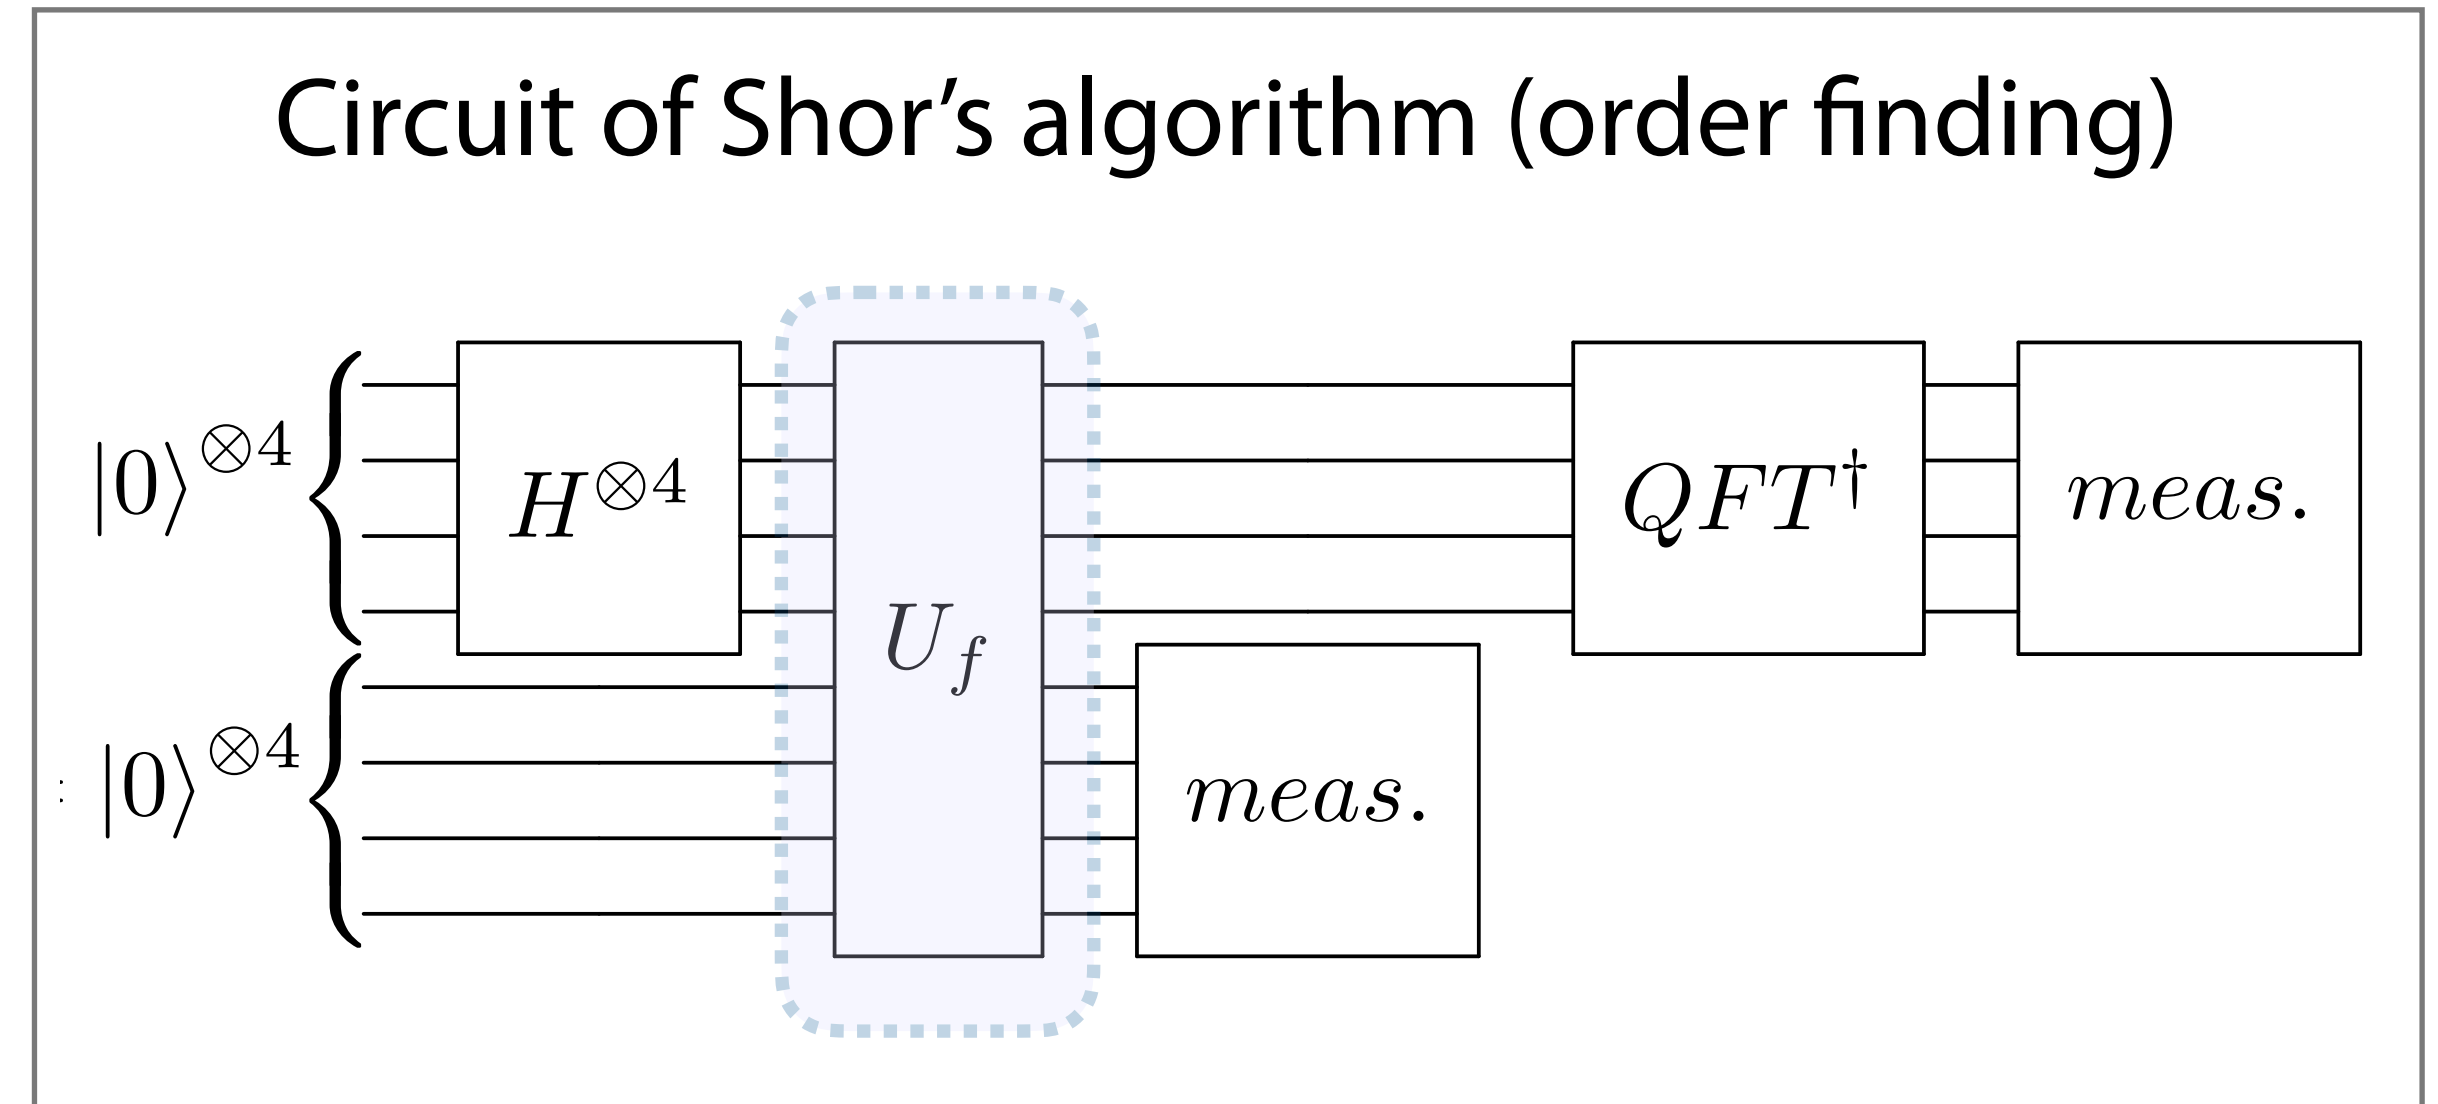 Circuit of Shor’s algorithm (order finding)
|0⟩^{⊗4}
H^{⊗4}
QFT^†
meas.
U_f
: |0⟩^{⊗4}
meas.